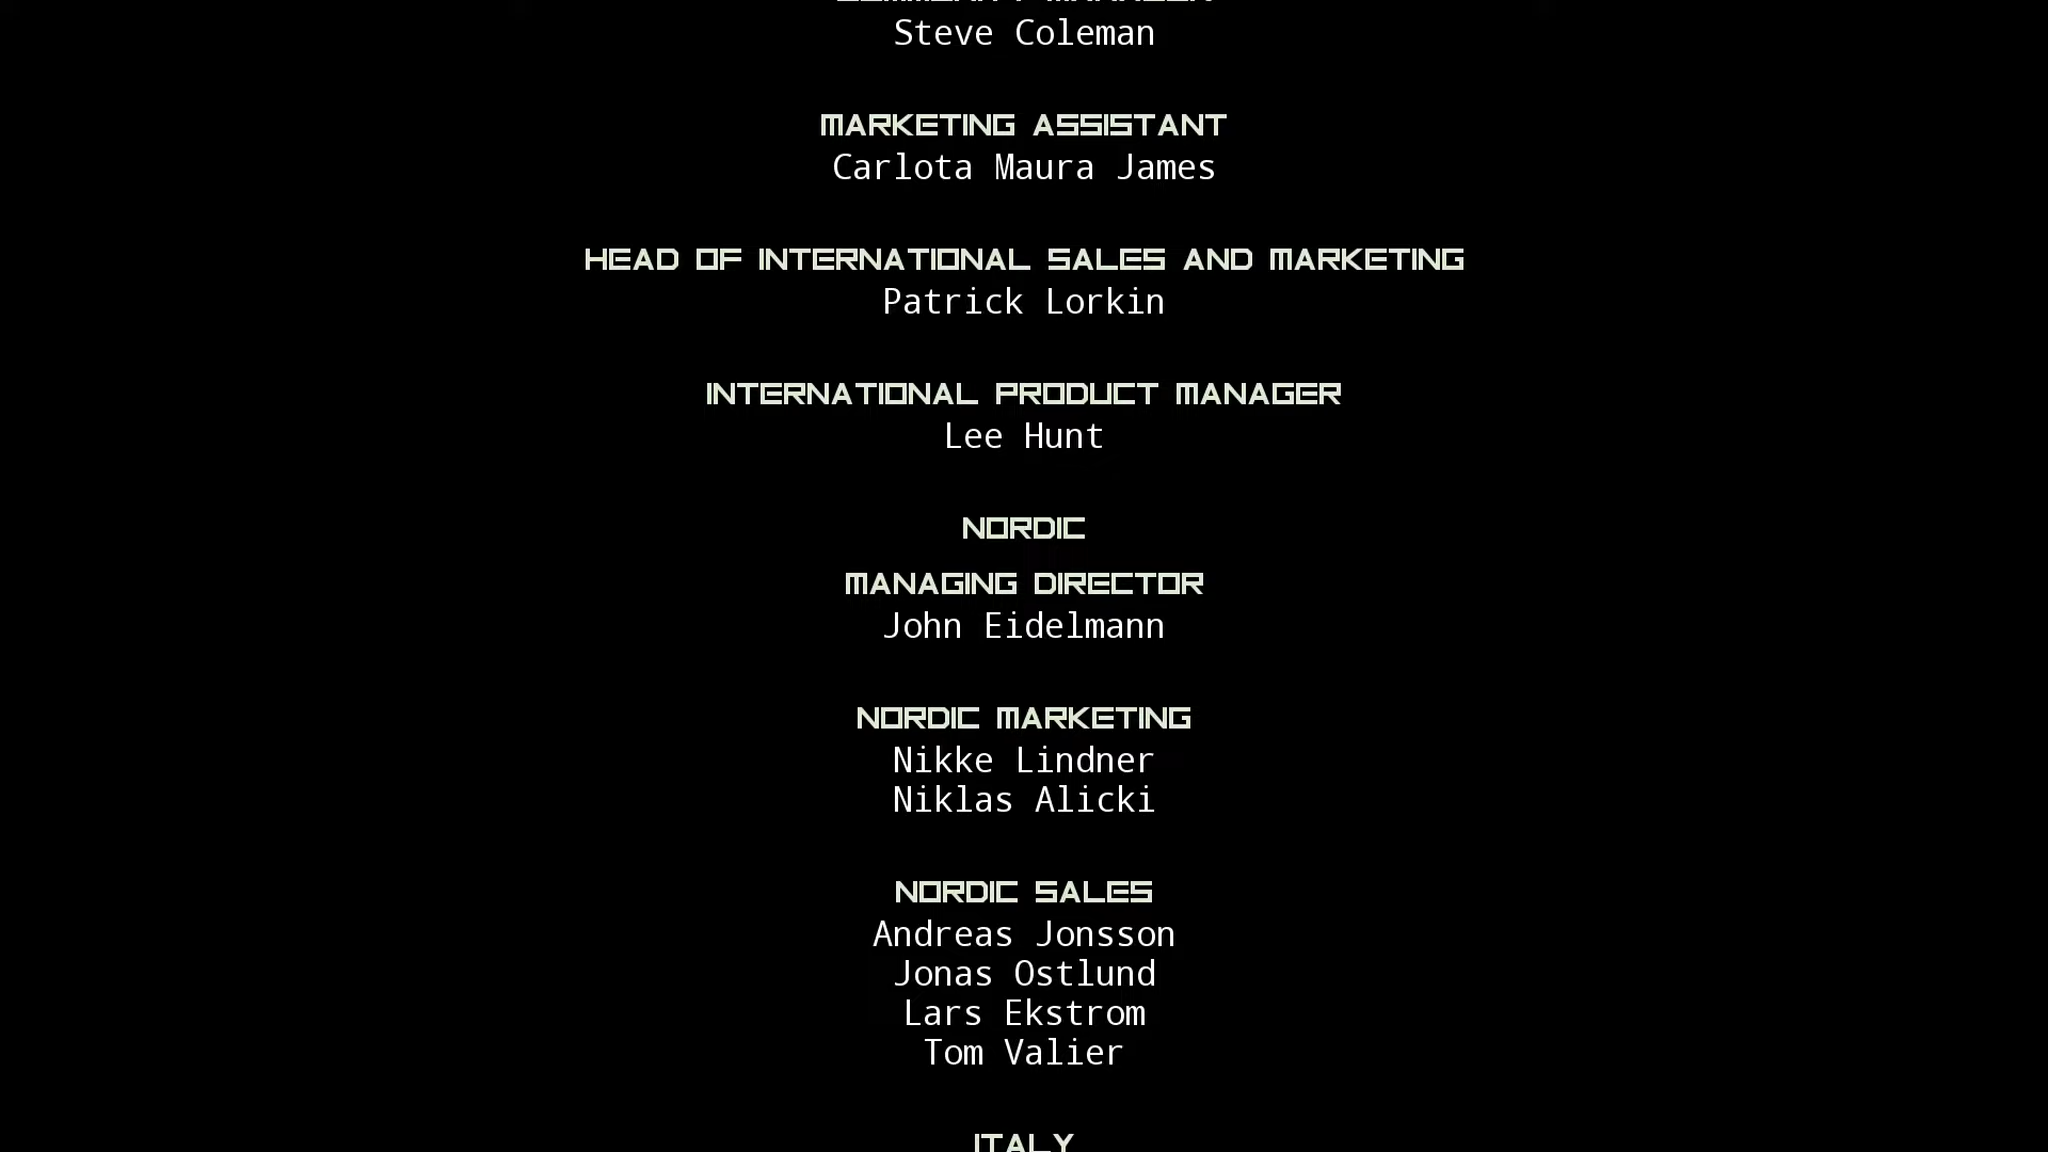 COMMUNITY MANAGER
Steve Coleman
MARKETING ASSISTANT
Carlota Maura James
HEAD OF INTERNATIONAL SALES AND MARKETING
Patrick Lorkin
INTERNATIONAL PRODUCT MANAGER
Lee Hunt
NORDIC
MANAGING DIRECTOR
John Eidelmann
NORDIC MARKETING
Nikke Lindner
Niklas Alicki
NORDIC SALES
Andreas Jonsson
Jonas Ostlund
Lars Ekstrom
Tom Valier
ITALY